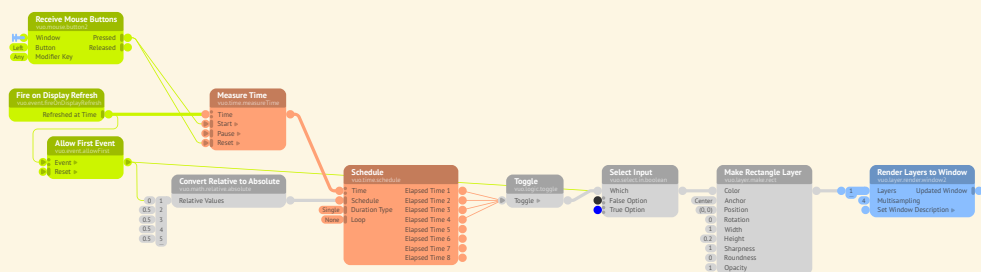 Receive Mouse Buttons
vuo.mouse.button2
Window Pressed
Left Button Released
Any Modifier Key
Fire on Display Refresh
vuo.event.fireOnDisplayRefresh
Refreshed at Time
Measure Time
vuo.time.measureTime
Time
Start »
Pause »
Reset »
Allow First Event
vuo.event.allowFirst
Event »
Reset »
Convert Relative to Absolute
vuo.math.relative.absolute
Relative Values
0 1
0.5 2
0.5 3
0.5 4
0.5 5
Schedule
vuo.time.schedule
Time Elapsed Time 1
Schedule Elapsed Time 2
Single Duration Type Elapsed Time 3
None Loop Elapsed Time 4
Elapsed Time 5
Elapsed Time 6
Elapsed Time 7
Elapsed Time 8
Toggle
vuo.logic.toggle
Toggle »
Select Input
vuo.select.in.boolean
Which
False Option
True Option
Make Rectangle Layer
vuo.layer.make.rect
Color
Center Anchor
(0,0) Position
0 Rotation
1 Width
0.2 Height
1 Sharpness
0 Roundness
1 Opacity
Render Layers to Window
vuo.layer.render.window2
1 Layers Updated Window
4 Multisampling
Set Window Description »